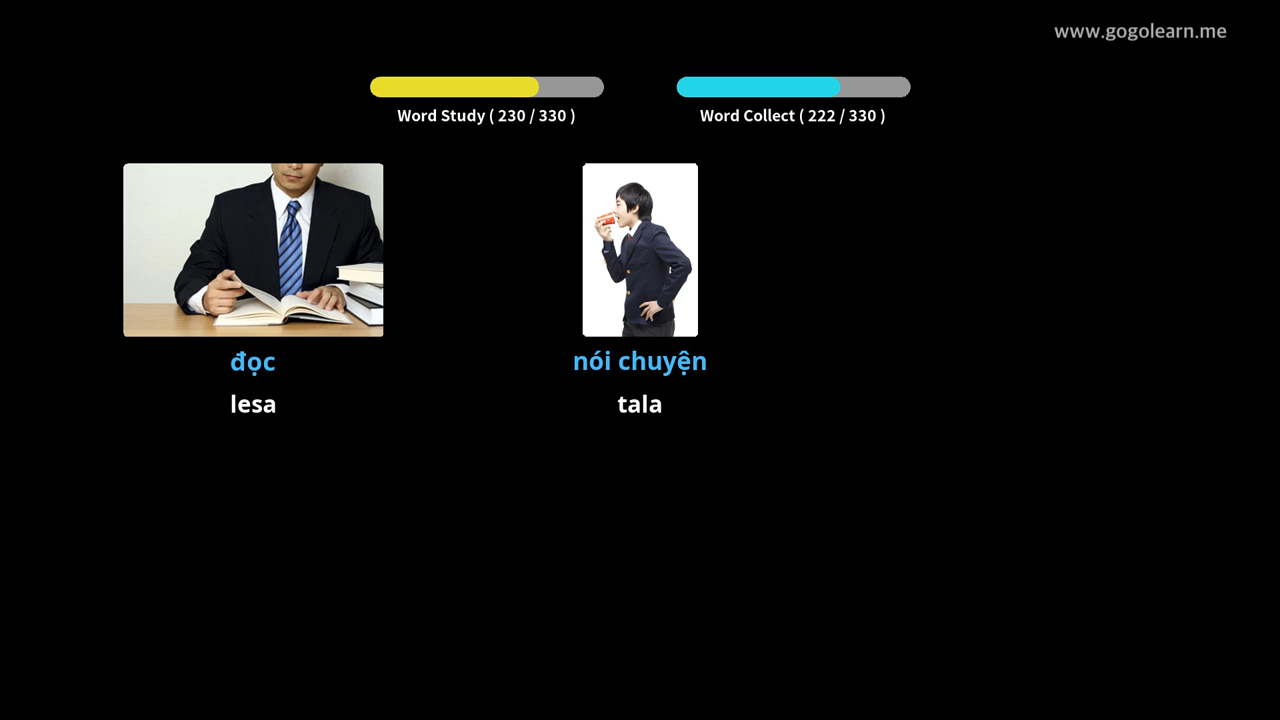 www.gogolearn.me
Word Study ( 230 / 330 )
Word Collect ( 222 / 330 )
đọc
nói chuyện
lesa
tala